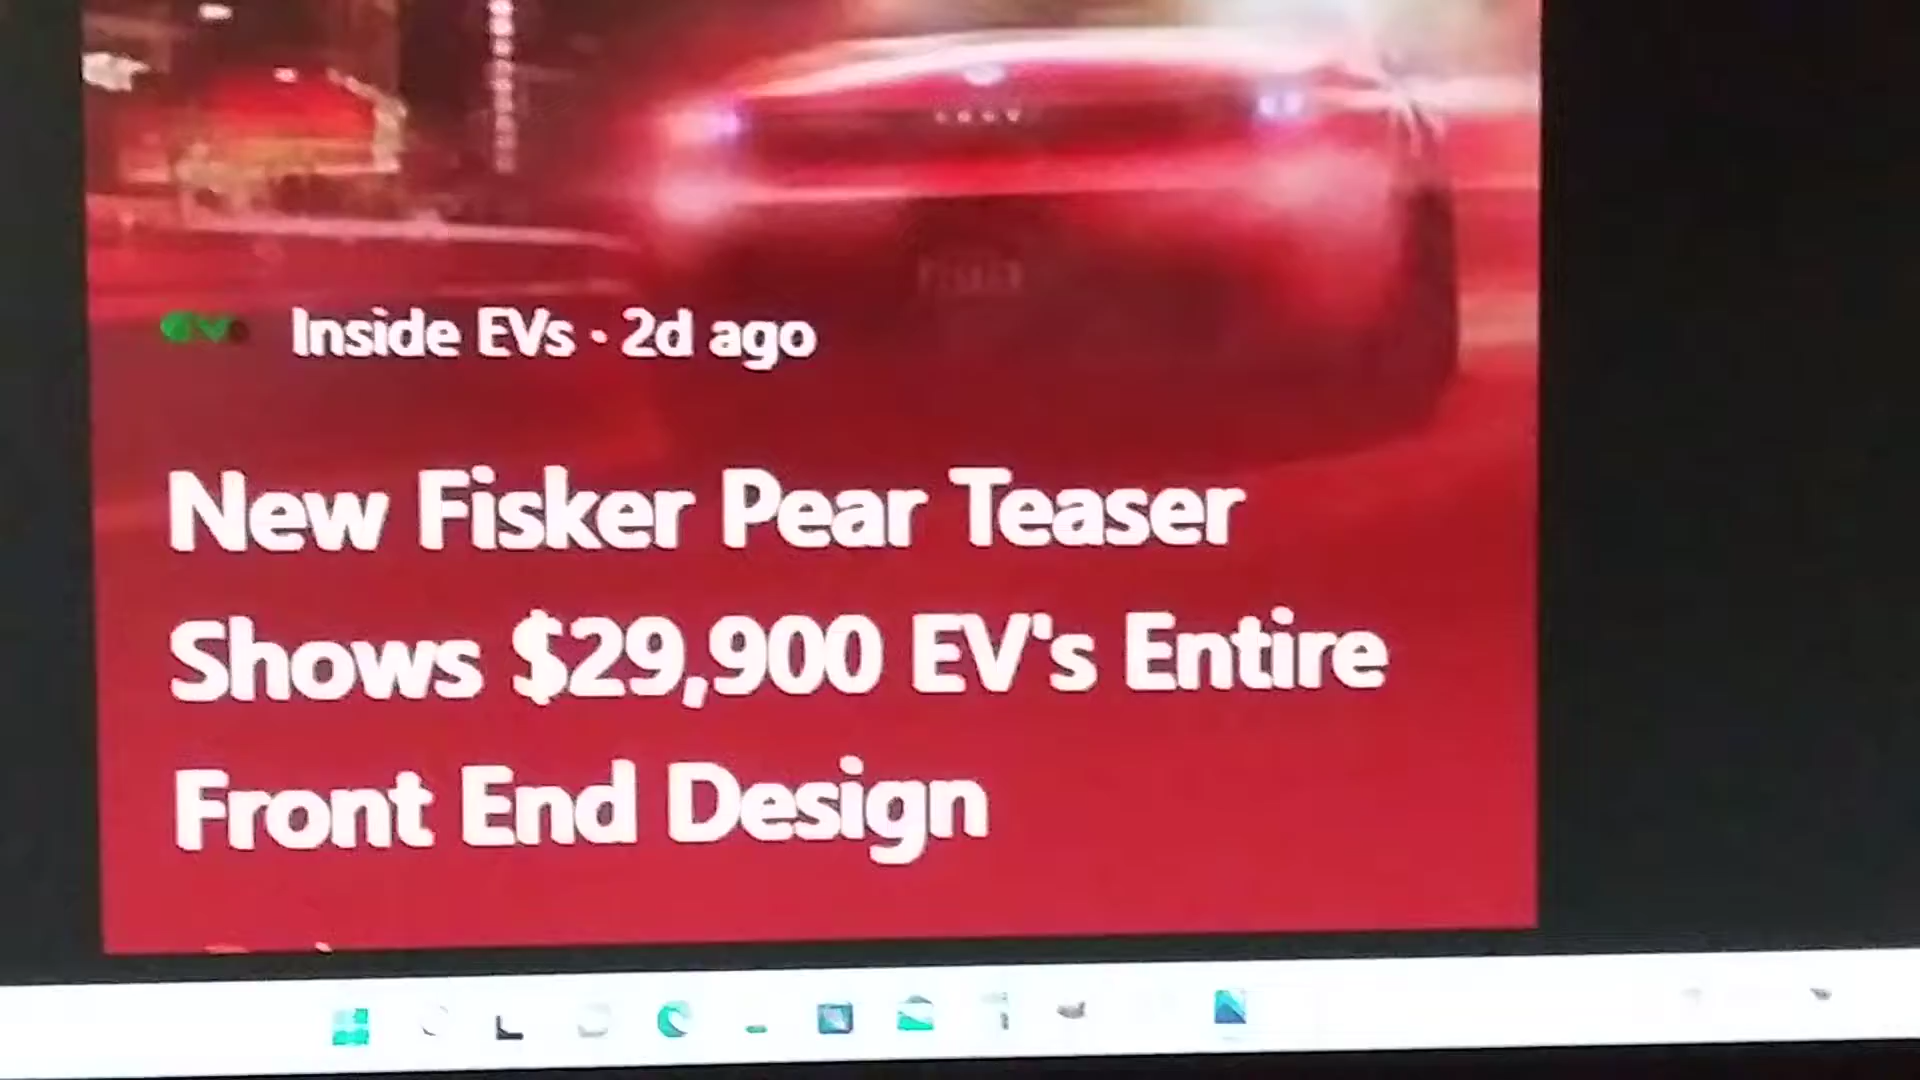 Inside EVs · 2d ago
New Fisker Pear Teaser
Shows $29,900 EV's Entire
Front End Design